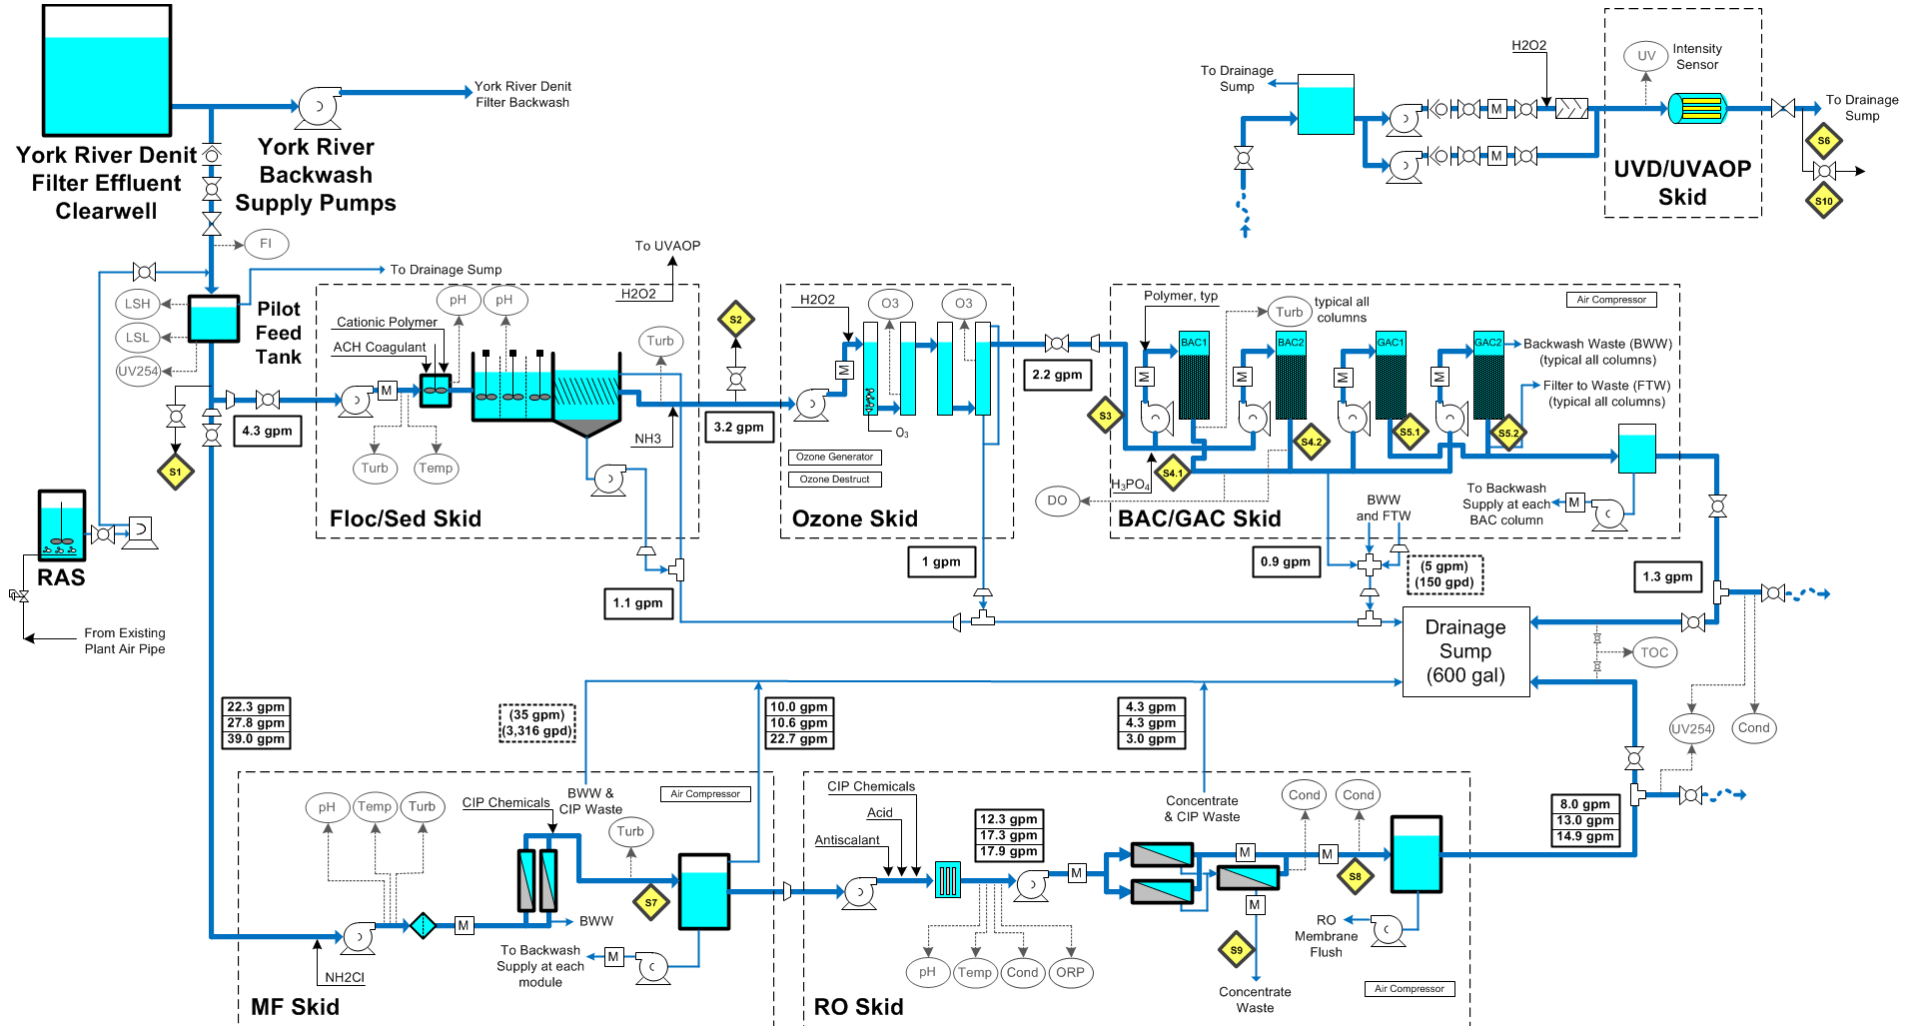 York River Denit
Filter Effluent
Clearwell
York River
Backwash
Supply Pumps
York River Denit
Filter Backwash
To Drainage
Sump
H2O2
UV
Intensity
Sensor
M
M
To Drainage
Sump
S6
S10
UVD/UVAOP
Skid
FI
To Drainage Sump
LSH
LSL
UV254
Pilot
Feed
Tank
S1
4.3 gpm
RAS
From Existing
Plant Air Pipe
To UVAOP
H2O2
pH
pH
Cationic Polymer
ACH Coagulant
M
Turb
Temp
Turb
NH3
Floc/Sed Skid
S2
3.2 gpm
1.1 gpm
H2O2
O3
O3
M
O3
Ozone Generator
Ozone Destruct
Ozone Skid
1 gpm
2.2 gpm
Polymer, typ
Turb
typical all
columns
Air Compressor
BAC1
BAC2
GAC1
GAC2
M
M
M
M
Backwash Waste (BWW)
(typical all columns)
Filter to Waste (FTW)
(typical all columns)
S3
S4.1
S4.2
S5.1
S5.2
H3PO4
DO
BAC/GAC Skid
BWW
and FTW
To Backwash
Supply at each
BAC column
M
0.9 gpm
(5 gpm)
(150 gpd)
1.3 gpm
Drainage
Sump
(600 gal)
TOC
UV254
Cond
22.3 gpm
27.8 gpm
39.0 gpm
(35 gpm)
(3,316 gpd)
10.0 gpm
10.6 gpm
22.7 gpm
4.3 gpm
4.3 gpm
3.0 gpm
8.0 gpm
13.0 gpm
14.9 gpm
pH
Temp
Turb
CIP Chemicals
BWW &
CIP Waste
Air Compressor
Turb
S7
M
BWW
To Backwash
Supply at each
module
M
NH2Cl
MF Skid
CIP Chemicals
Acid
Antiscalant
12.3 gpm
17.3 gpm
17.9 gpm
M
Concentrate
& CIP Waste
Cond
Cond
M
M
M
S8
S9
pH
Temp
Cond
ORP
RO
Membrane
Flush
Concentrate
Waste
Air Compressor
RO Skid